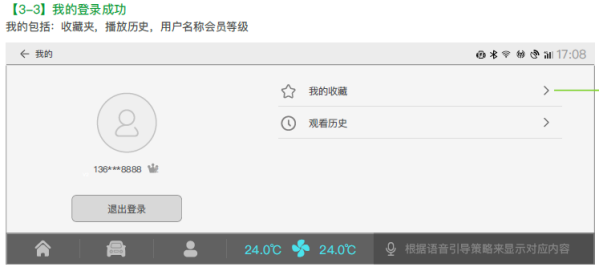 【3-3】我的登录成功
我的包括：收藏夹，播放历史，用户名称会员等级
我的
17:08
我的收藏
观看历史
136***8888
退出登录
24.0℃ 24.0℃ 根据语音引导策略来显示对应内容